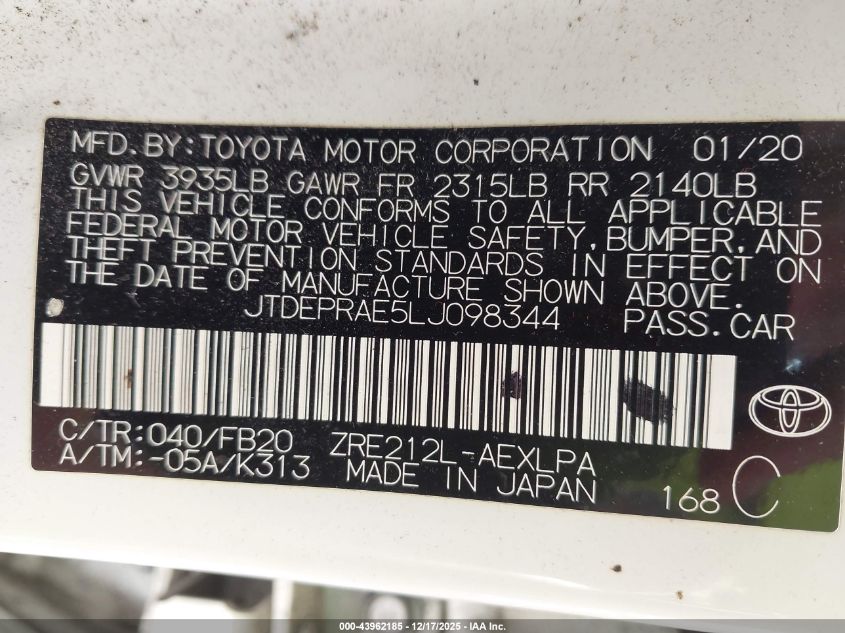 MFD. BY: TOYOTA MOTOR CORPORATION 01/20
GVWR 3935LB GAWR FR 2315LB RR 2140LB
THIS VEHICLE CONFORMS TO ALL APPLICABLE
FEDERAL MOTOR VEHICLE SAFETY, BUMPER, AND
THEFT PREVENTION STANDARDS IN EFFECT ON
THE DATE OF MANUFACTURE SHOWN ABOVE.
JTDEPRAE5LJ098344 PASS. CAR
C/TR: 040/FB20 ZRE212L-AEXLPA
A/TM: -05A/K313 MADE IN JAPAN 168 C
000-43962185 - 12/17/2025 - IAA Inc.